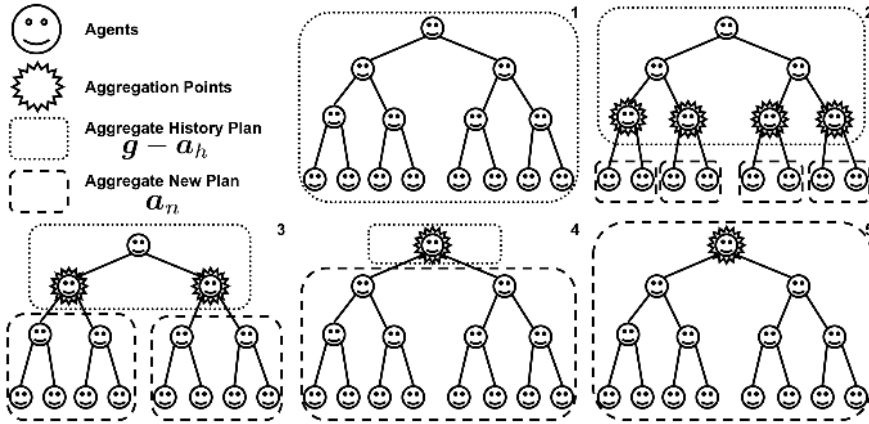 Agents
Aggregation Points
Aggregate History Plan
g − a_h
Aggregate New Plan
a_n
1
2
3
4
5